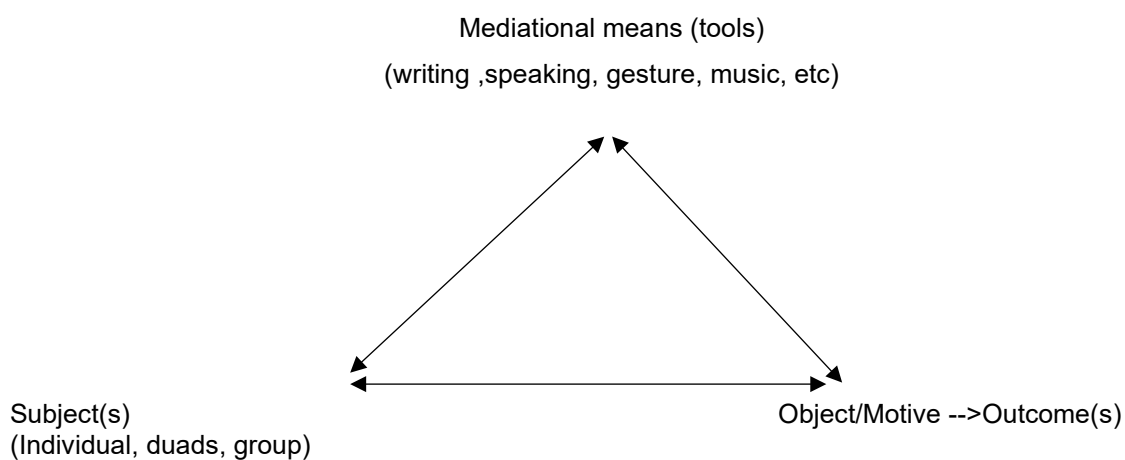 Mediational means (tools)
(writing ,speaking, gesture, music, etc)
Subject(s)
(Individual, duads, group)
Object/Motive -->Outcome(s)